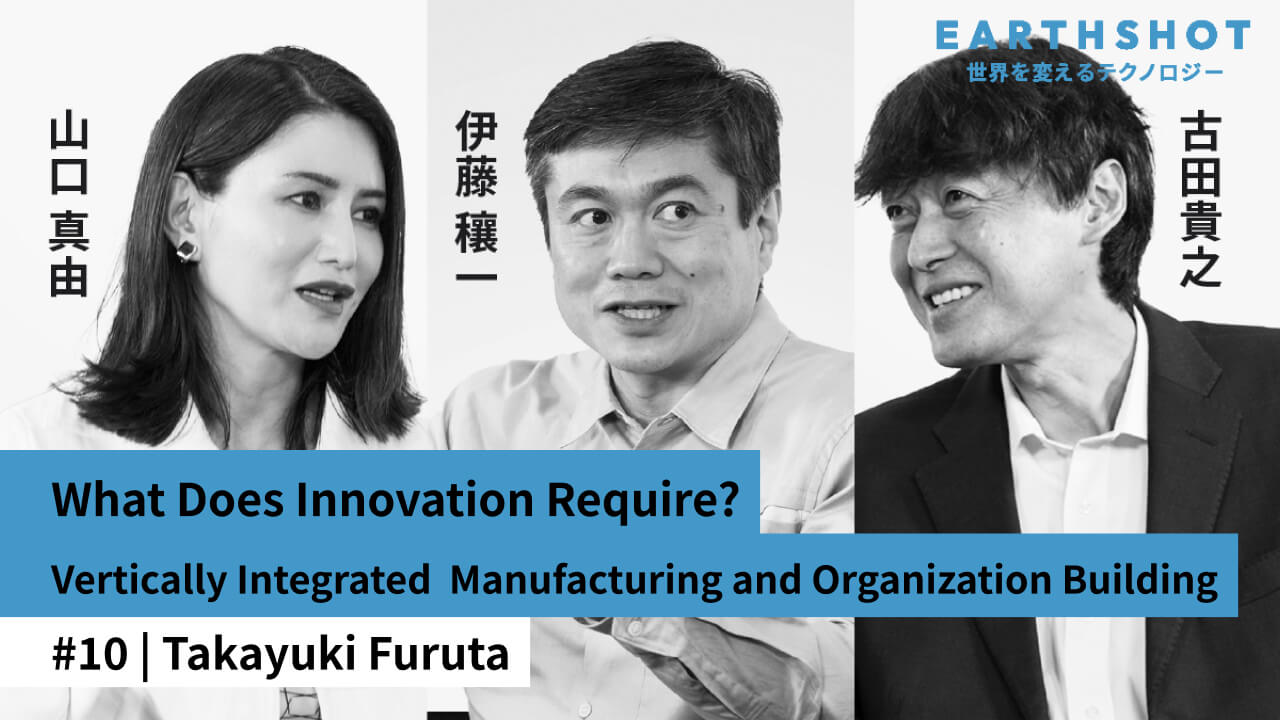 EARTHSHOT
世界を変えるテクノロジー
山口 真由
伊藤 穰一
古田貴之
What Does Innovation Require?
Vertically Integrated Manufacturing and Organization Building
#10 | Takayuki Furuta